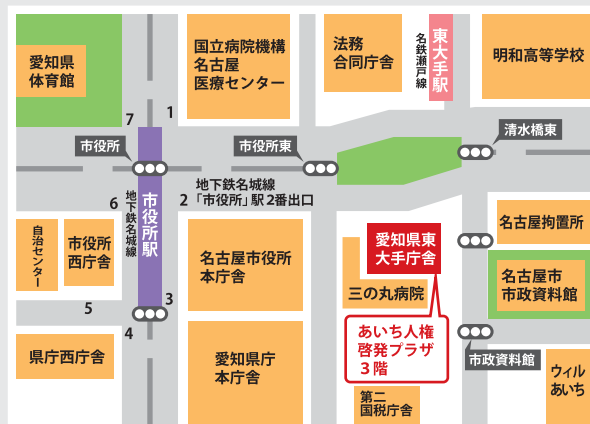 愛知県
体育館
国立病院機構
名古屋
医療センター
法務
合同庁舎
名鉄瀬戸線
東大手駅
明和高等学校
7
1
市役所
市役所東
清水橋東
地下鉄名城線
2「市役所」駅2番出口
6
地下鉄名城線
市役所駅
自治センター
市役所
西庁舎
名古屋市役所
本庁舎
愛知県東
大手庁舎
三の丸病院
名古屋拘置所
名古屋市
市政資料館
5
3
4
県庁西庁舎
愛知県庁
本庁舎
あいち人権
啓発プラザ
3階
第二
国税庁舎
市政資料館
ウィル
あいち